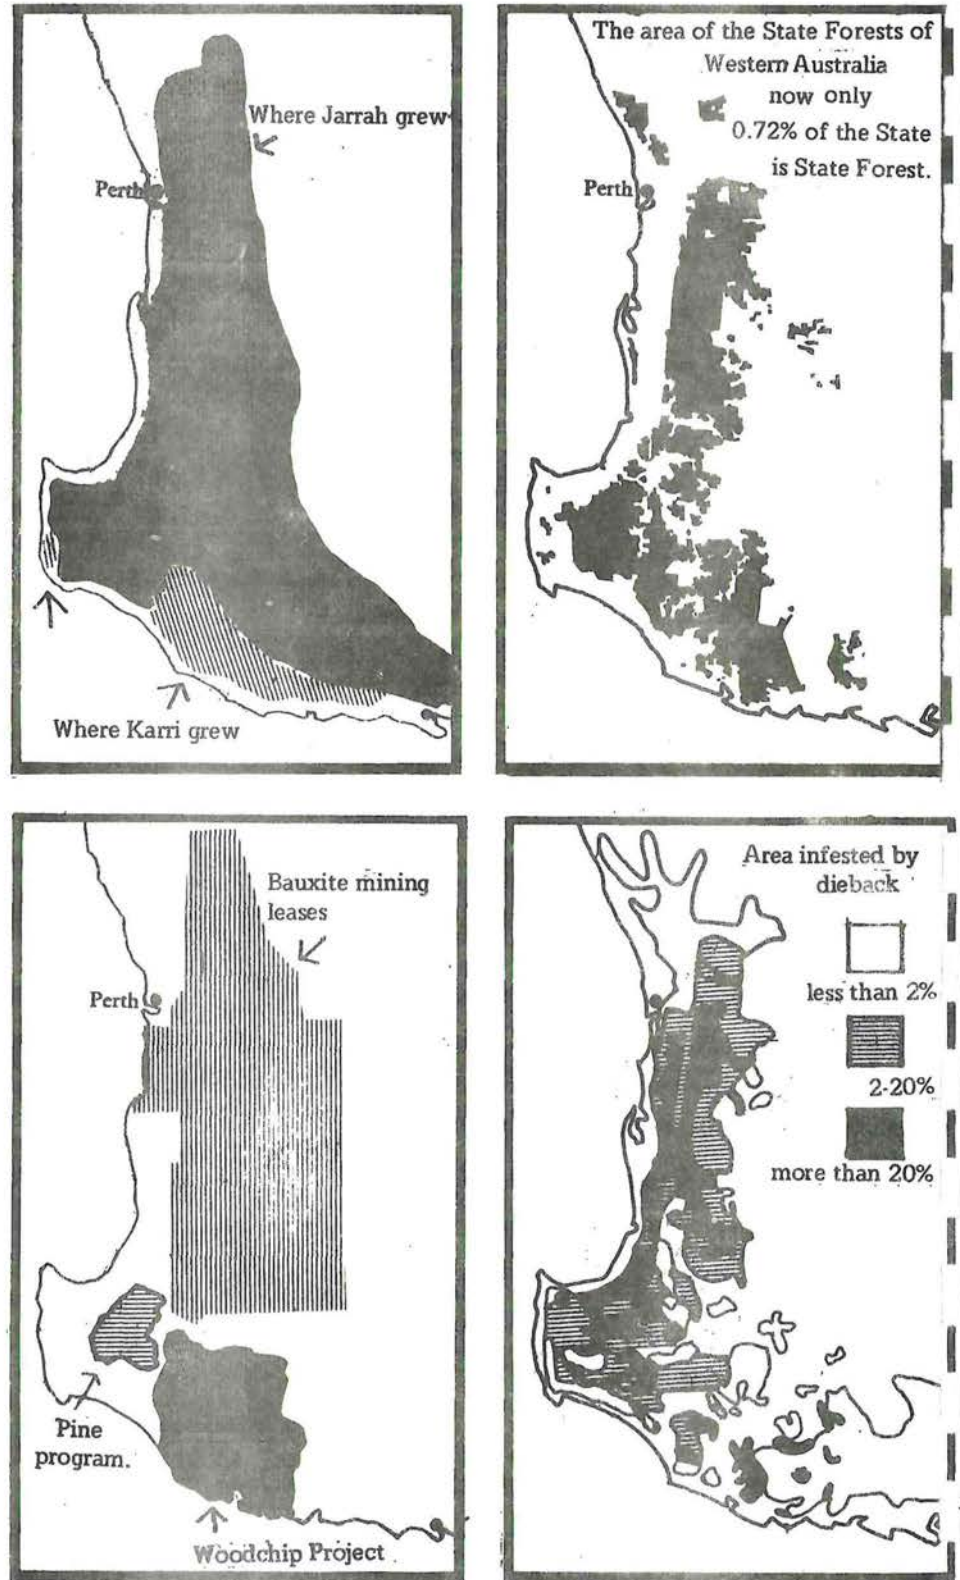 Where Jarrah grew
Perth
Where Karri grew
The area of the State Forests of
Western Australia
now only
0.72% of the State
is State Forest.
Perth
Bauxite mining
leases
Perth
Pine
program.
Woodchip Project
Area infested by
dieback
less than 2%
2-20%
more than 20%